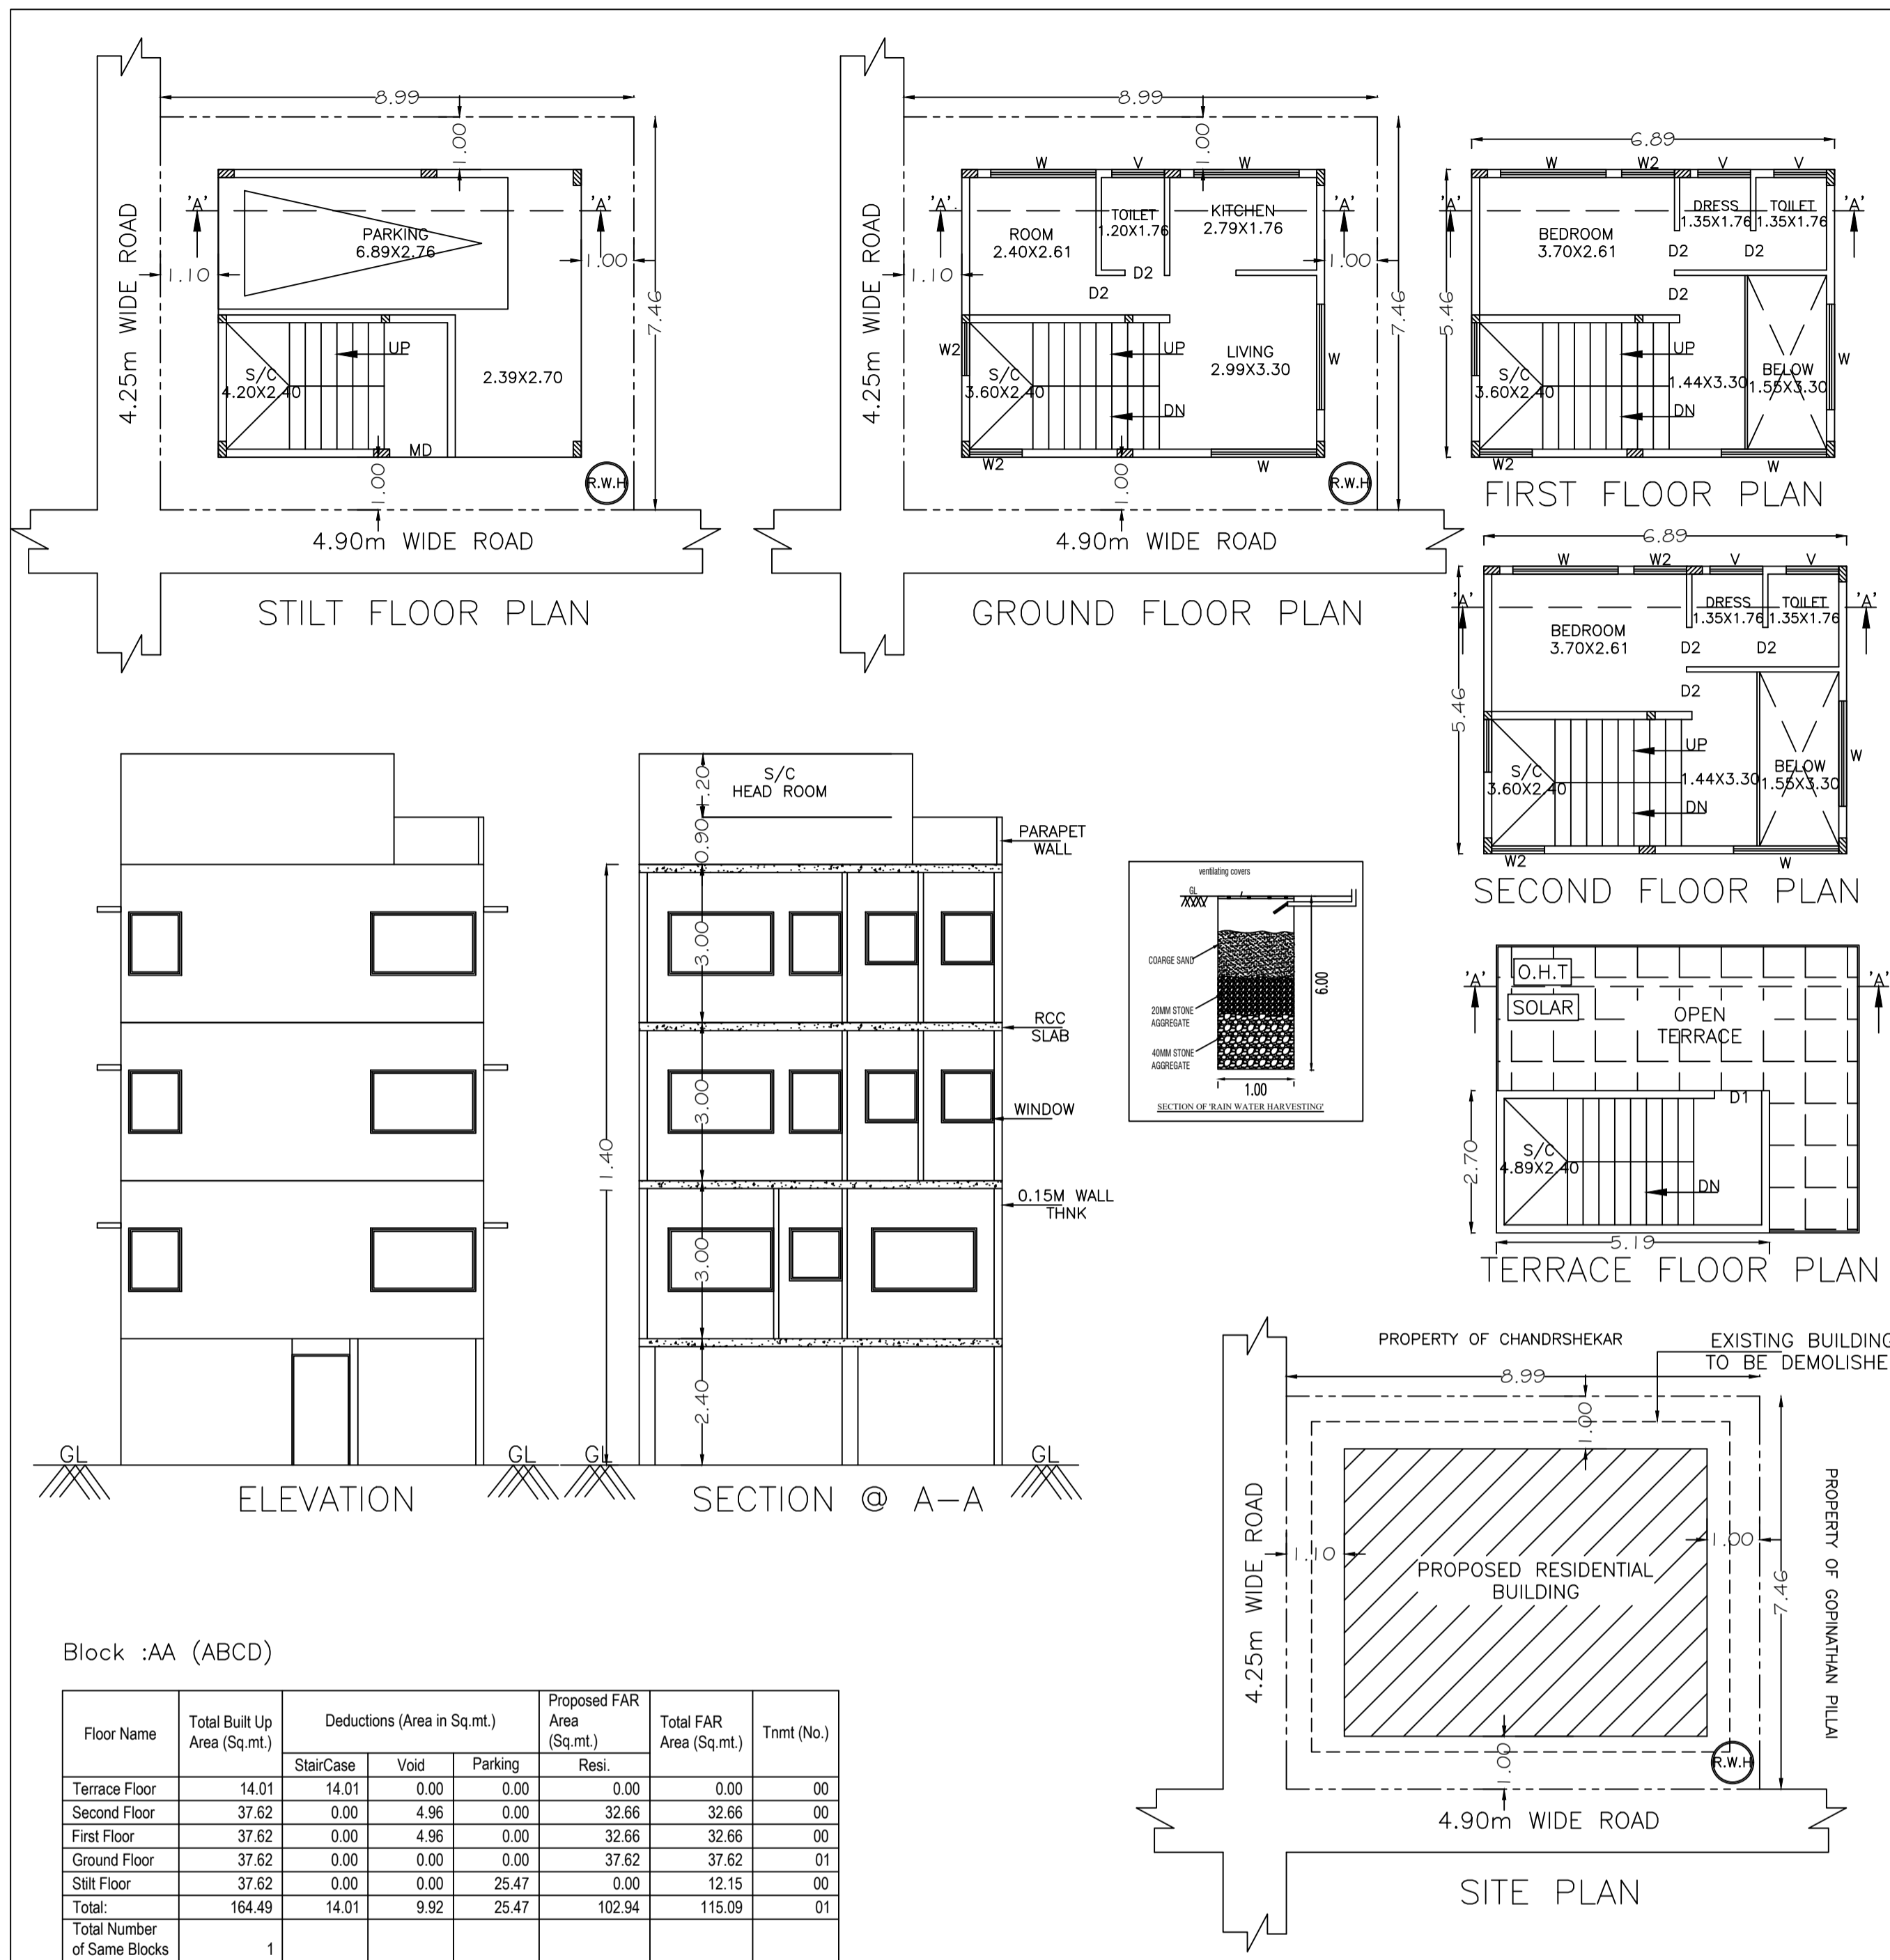 8.99
1.00
'A'
'A'
PARKING
6.89X2.76
4.25m WIDE ROAD
1.10
1.00
7.46
UP
S/C
4.20X2.40
2.39X2.70
MD
1.00
R.W.H
4.90m WIDE ROAD
STILT FLOOR PLAN
8.99
1.00
W
V
W
'A'
'A'
ROOM
2.40X2.61
TOILET
1.20X1.76
KITCHEN
2.79X1.76
4.25m WIDE ROAD
1.10
1.00
D2
D2
7.46
W2
UP
LIVING
2.99X3.30
W
S/C
3.60X2.40
DN
W2
W
1.00
R.W.H
4.90m WIDE ROAD
GROUND FLOOR PLAN
6.89
W
W2
V
V
'A'
'A'
BEDROOM
3.70X2.61
DRESS
1.35X1.76
TOILET
1.35X1.76
D2
D2
D2
5.46
UP
S/C
3.60X2.40
1.44X3.30
BELOW
1.55X3.30
W
DN
W2
W
FIRST FLOOR PLAN
6.89
W
W2
V
V
'A'
'A'
BEDROOM
3.70X2.61
DRESS
1.35X1.76
TOILET
1.35X1.76
D2
D2
D2
5.46
UP
S/C
3.60X2.40
1.44X3.30
BELOW
1.55X3.30
W
DN
W2
W
SECOND FLOOR PLAN
GL
GL
ELEVATION
1.20
S/C
HEAD ROOM
0.90
PARAPET
WALL
3.00
RCC
SLAB
3.00
WINDOW
11.40
0.15M WALL
THNK
3.00
2.40
GL
GL
SECTION @ A-A
ventilating covers
GL
COARGE SAND
20MM STONE
AGGREGATE
40MM STONE
AGGREGATE
6.00
1.00
SECTION OF 'RAIN WATER HARVESTING'
'A'
'A'
O.H.T
SOLAR
OPEN
TERRACE
D1
2.70
S/C
4.89X2.40
DN
5.19
TERRACE FLOOR PLAN
PROPERTY OF CHANDRSHEKAR
EXISTING BUILDING
TO BE DEMOLISHE
8.99
1.00
4.25m WIDE ROAD
1.10
1.00
PROPOSED RESIDENTIAL
BUILDING
7.46
PROPERTY OF GOPINATHAN PILLAI
1.00
R.W.H
4.90m WIDE ROAD
SITE PLAN
Block :AA (ABCD)
Floor Name Total Built Up Area (Sq.mt.) Deductions (Area in Sq.mt.) Proposed FAR Area (Sq.mt.) Total FAR Area (Sq.mt.) Tnmt (No.)
StairCase Void Parking Resi.
Terrace Floor 14.01 14.01 0.00 0.00 0.00 0.00 00
Second Floor 37.62 0.00 4.96 0.00 32.66 32.66 00
First Floor 37.62 0.00 4.96 0.00 32.66 32.66 00
Ground Floor 37.62 0.00 0.00 0.00 37.62 37.62 01
Stilt Floor 37.62 0.00 0.00 25.47 0.00 12.15 00
Total: 164.49 14.01 9.92 25.47 102.94 115.09 01
Total Number
of Same Blocks 1